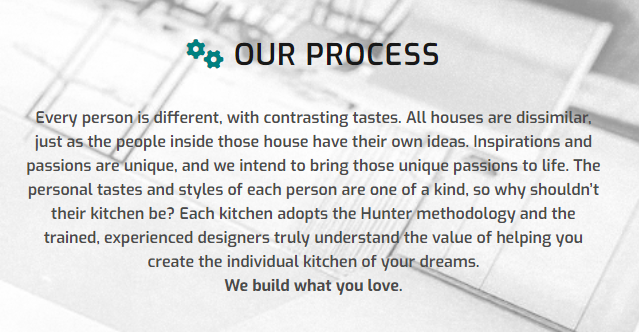 OUR PROCESS
Every person is different, with contrasting tastes. All houses are dissimilar,
just as the people inside those house have their own ideas. Inspirations and
passions are unique, and we intend to bring those unique passions to life. The
personal tastes and styles of each person are one of a kind, so why shouldn't
their kitchen be? Each kitchen adopts the Hunter methodology and the
trained, experienced designers truly understand the value of helping you
create the individual kitchen of your dreams.
We build what you love.